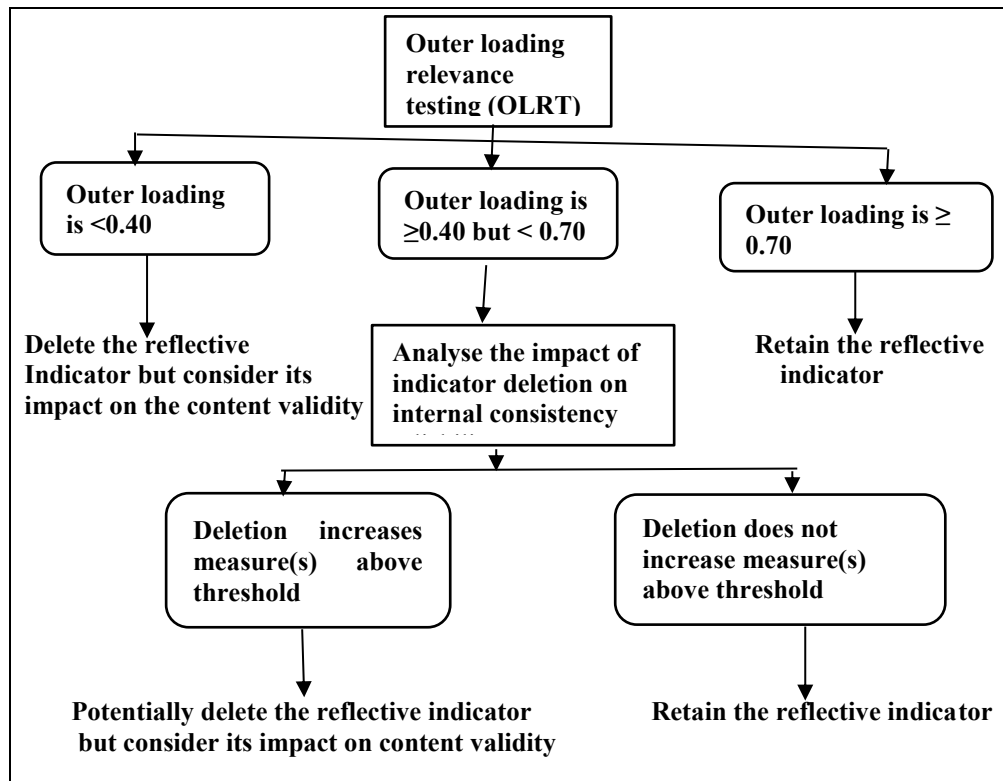 Outer loading
relevance
testing (OLRT)
Outer loading
is <0.40
Outer loading is
≥0.40 but < 0.70
Outer loading is ≥
0.70
Delete the reflective
Indicator but consider its
impact on the content validity
Analyse the impact of
indicator deletion on
internal consistency
Retain the reflective
indicator
Deletion increases
measure(s) above
threshold
Deletion does not
increase measure(s)
above threshold
Potentially delete the reflective indicator
but consider its impact on content validity
Retain the reflective indicator